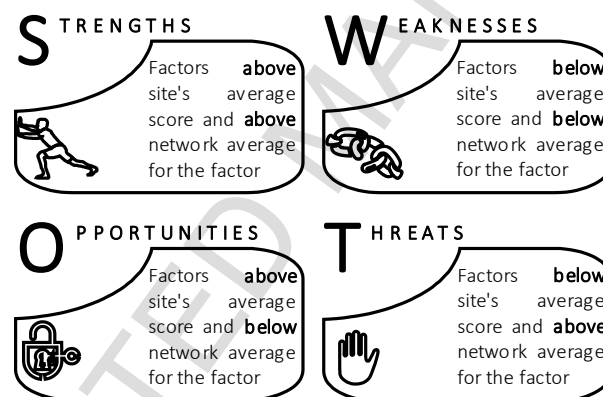 STRENGTHS
Factors above
site's average
score and above
network average
for the factor
WEAKNESSES
Factors below
site's average
score and below
network average
for the factor
OPPORTUNITIES
Factors above
site's average
score and below
network average
for the factor
THREATS
Factors below
site's average
score and above
network average
for the factor